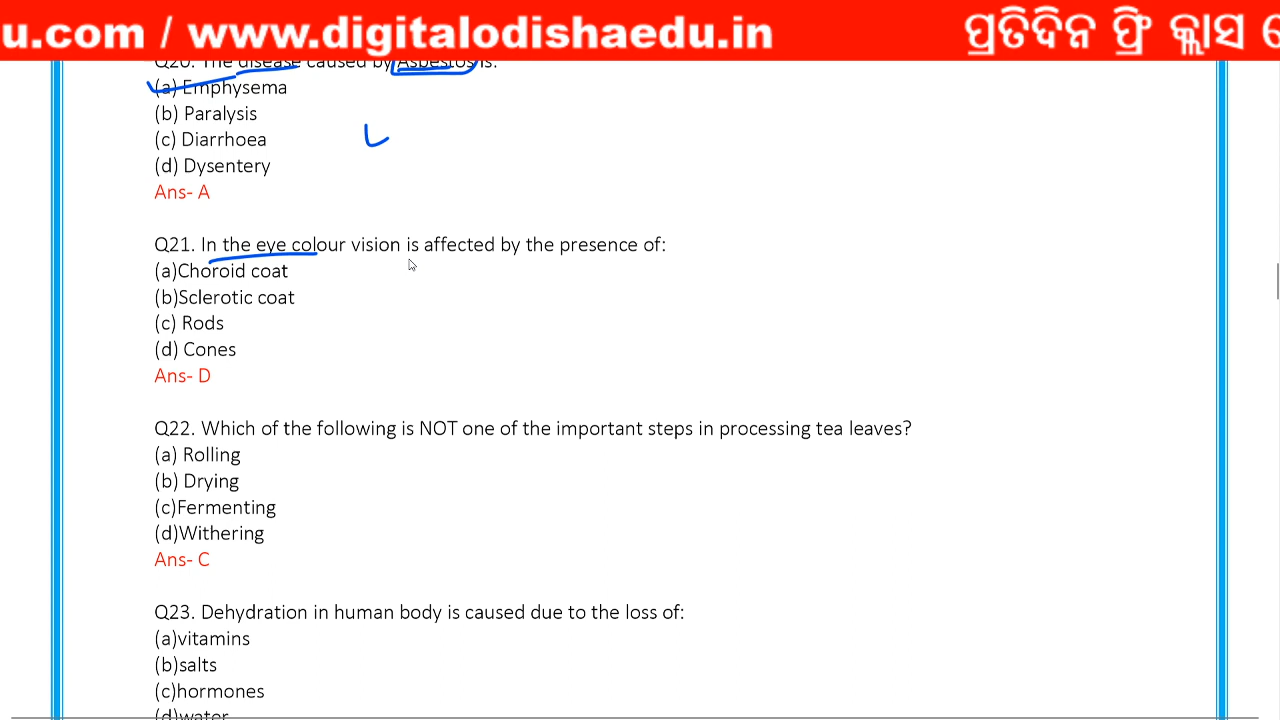 u.com / www.digitalodishaedu.in ପ୍ରତିଦିନ ଫ୍ରି କ୍ଲାସ
Q20. The disease caused by Asbestos is:
(a) Emphysema
(b) Paralysis
(c) Diarrhoea
(d) Dysentery
Ans- A
Q21. In the eye colour vision is affected by the presence of:
(a)Choroid coat
(b)Sclerotic coat
(c) Rods
(d) Cones
Ans- D
Q22. Which of the following is NOT one of the important steps in processing tea leaves?
(a) Rolling
(b) Drying
(c)Fermenting
(d)Withering
Ans- C
Q23. Dehydration in human body is caused due to the loss of:
(a)vitamins
(b)salts
(c)hormones
(d)water